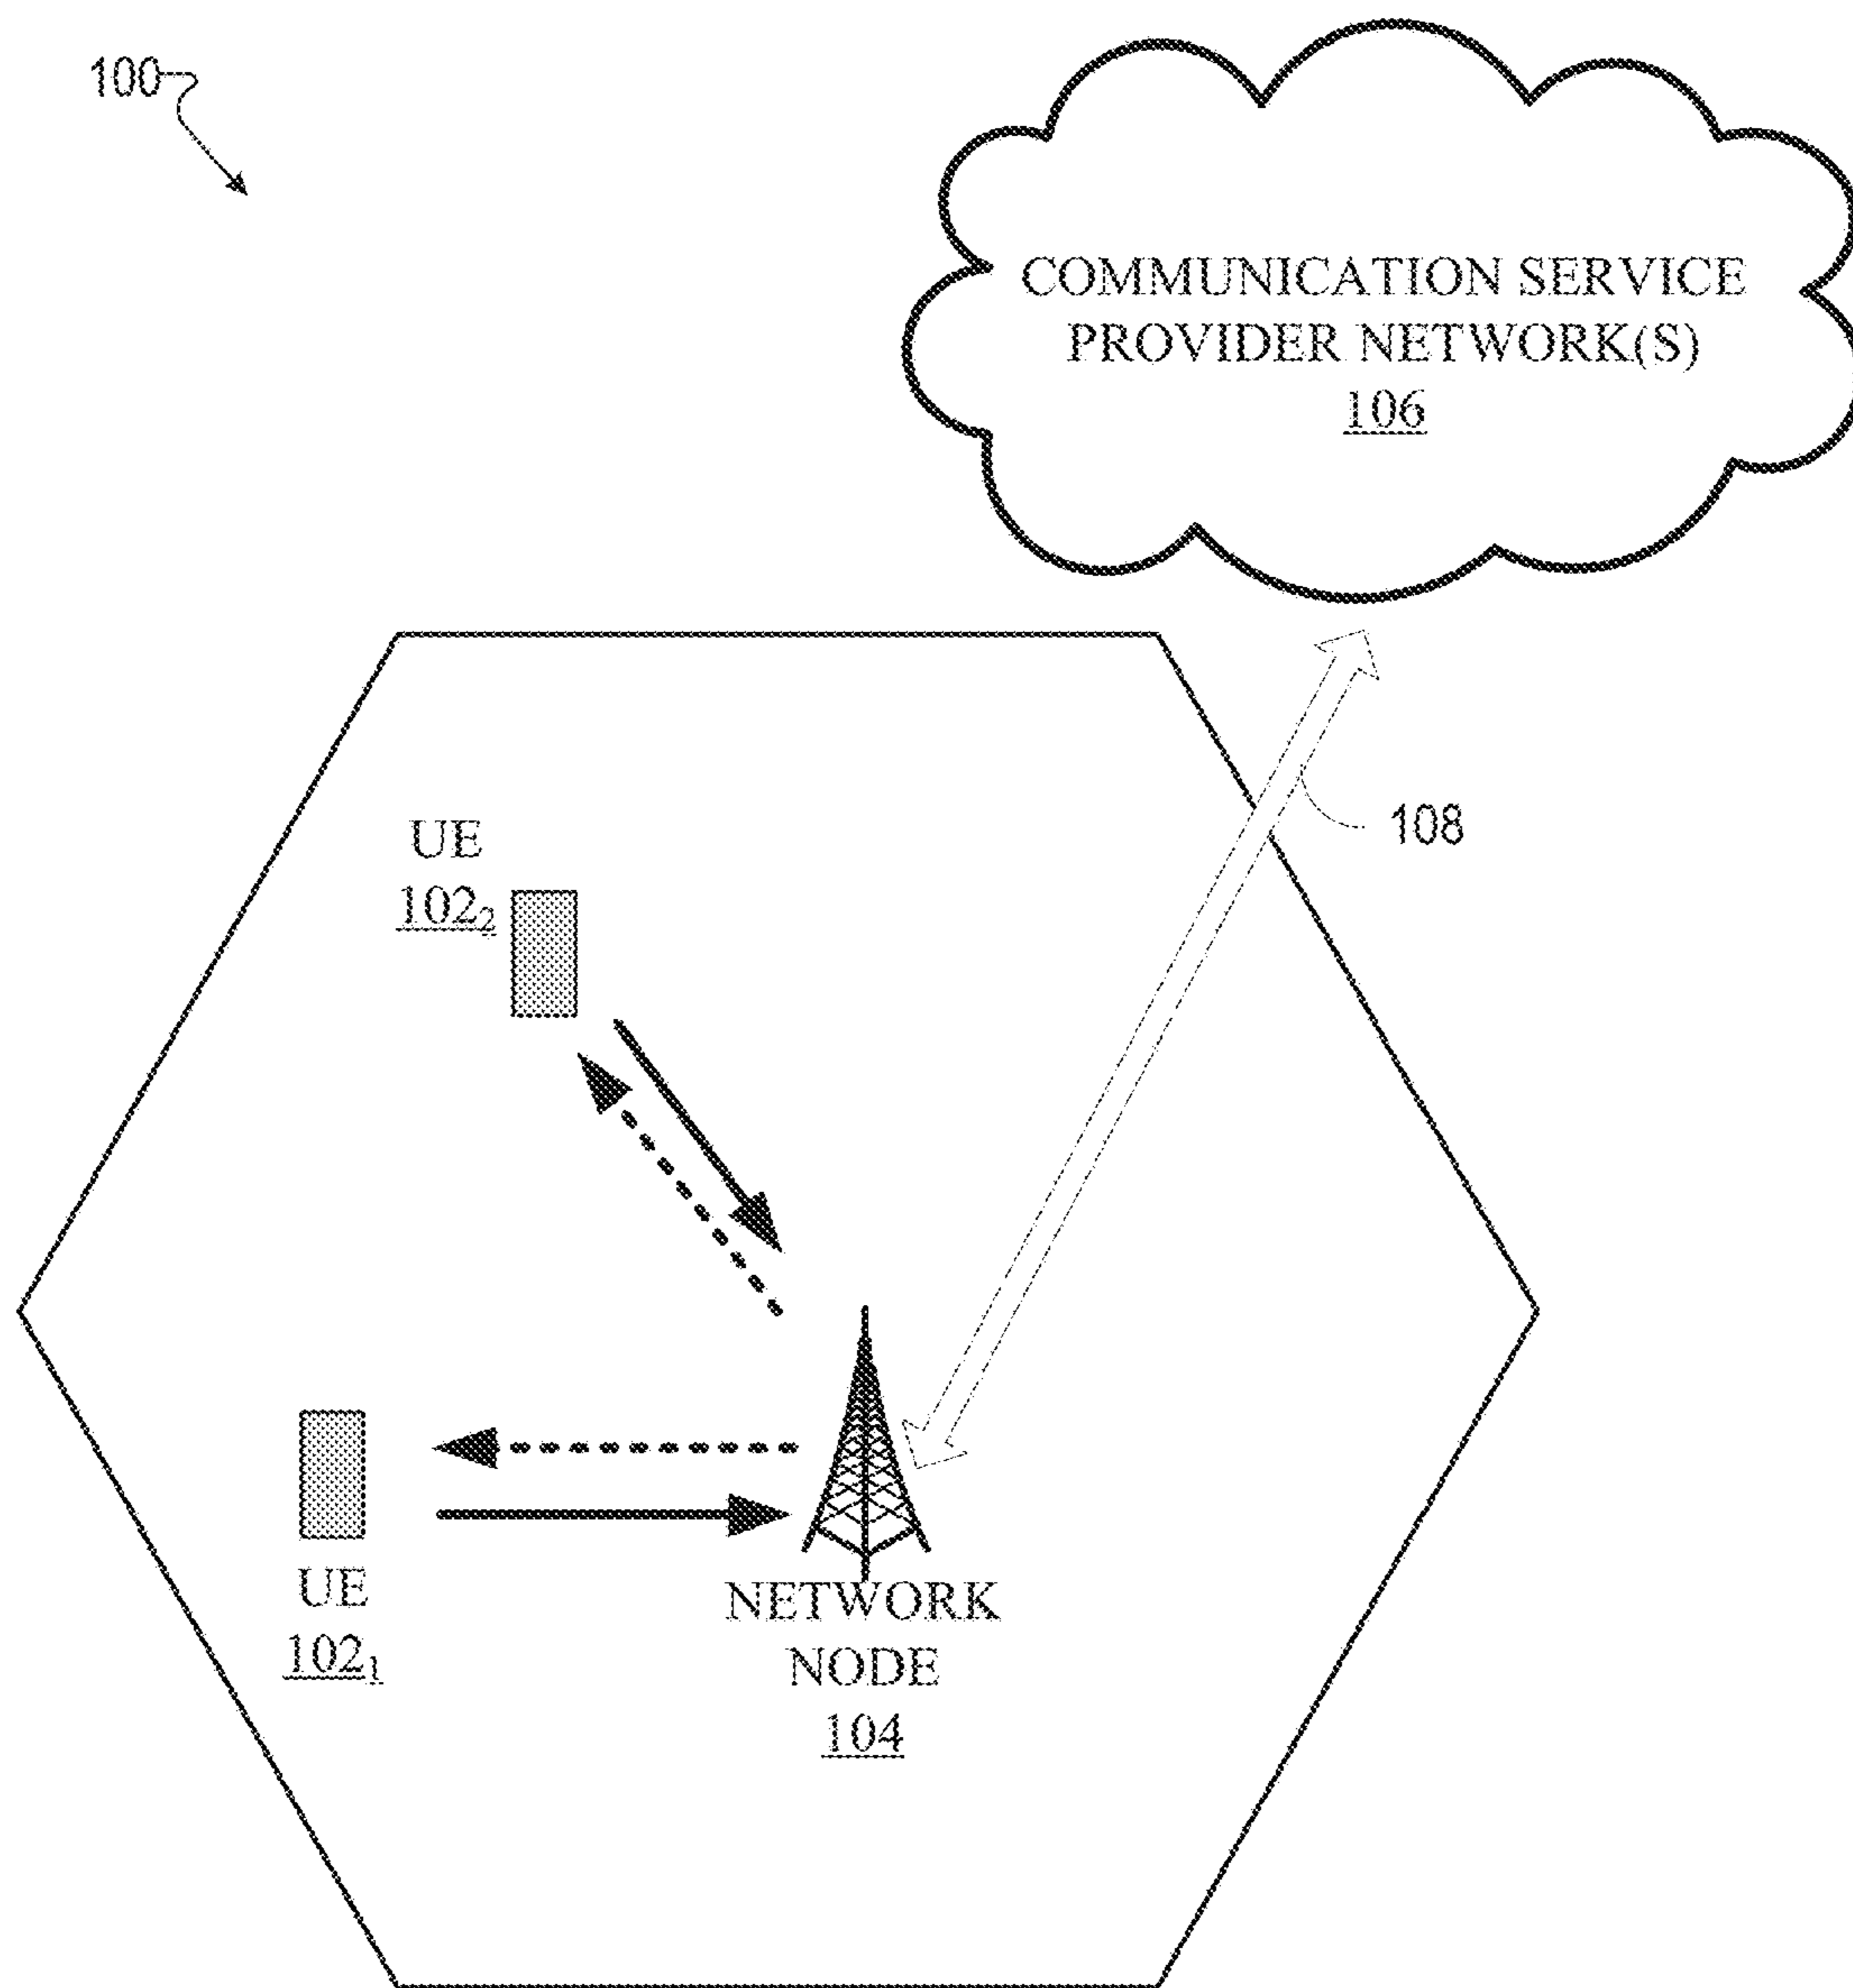 100
COMMUNICATION SERVICE
PROVIDER NETWORK(S)
106
108
UE
102₂
UE
102₁
NETWORK
NODE
104